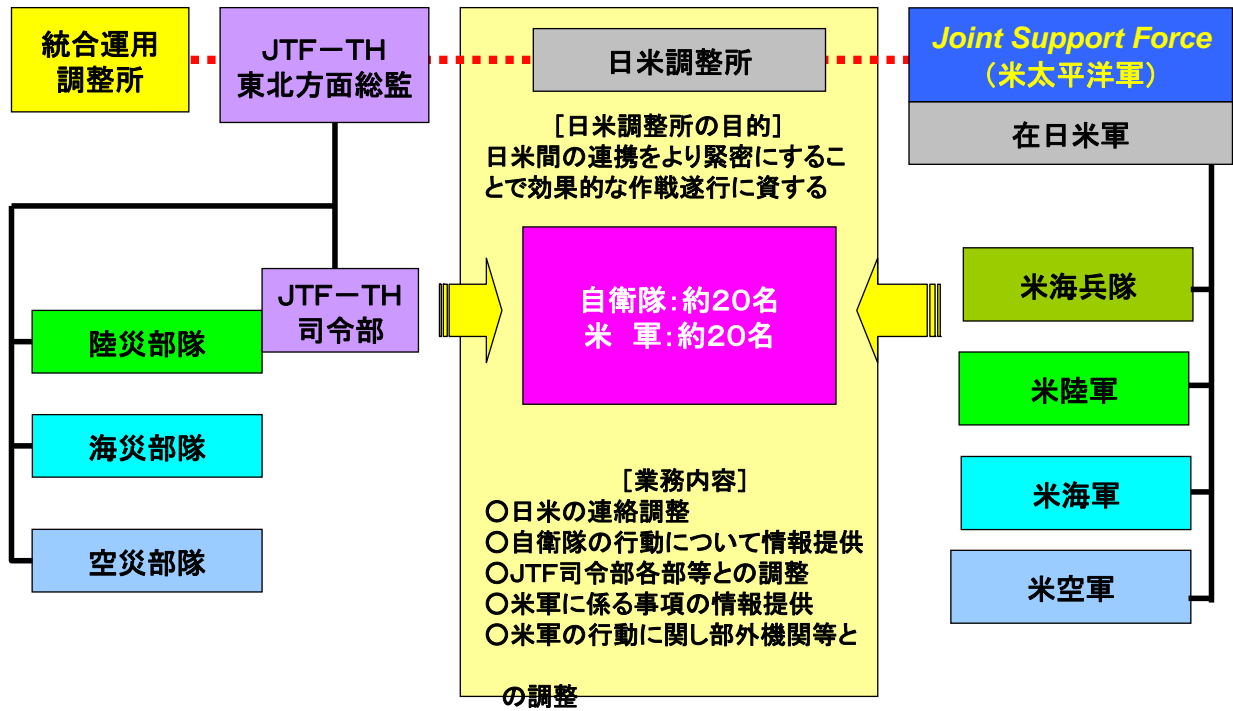 統合運用
調整所
JTF－TH
東北方面総監
日米調整所
Joint Support Force
（米太平洋軍）
在日米軍
［日米調整所の目的］
日米間の連携をより緊密にするこ
とで効果的な作戦遂行に資する
JTF－TH
司令部
陸災部隊
海災部隊
空災部隊
自衛隊：約20名
米　軍：約20名
米海兵隊
米陸軍
米海軍
米空軍
［業務内容］
○日米の連絡調整
○自衛隊の行動について情報提供
○JTF司令部各部等との調整
○米軍に係る事項の情報提供
○米軍の行動に関し部外機関等と
の調整